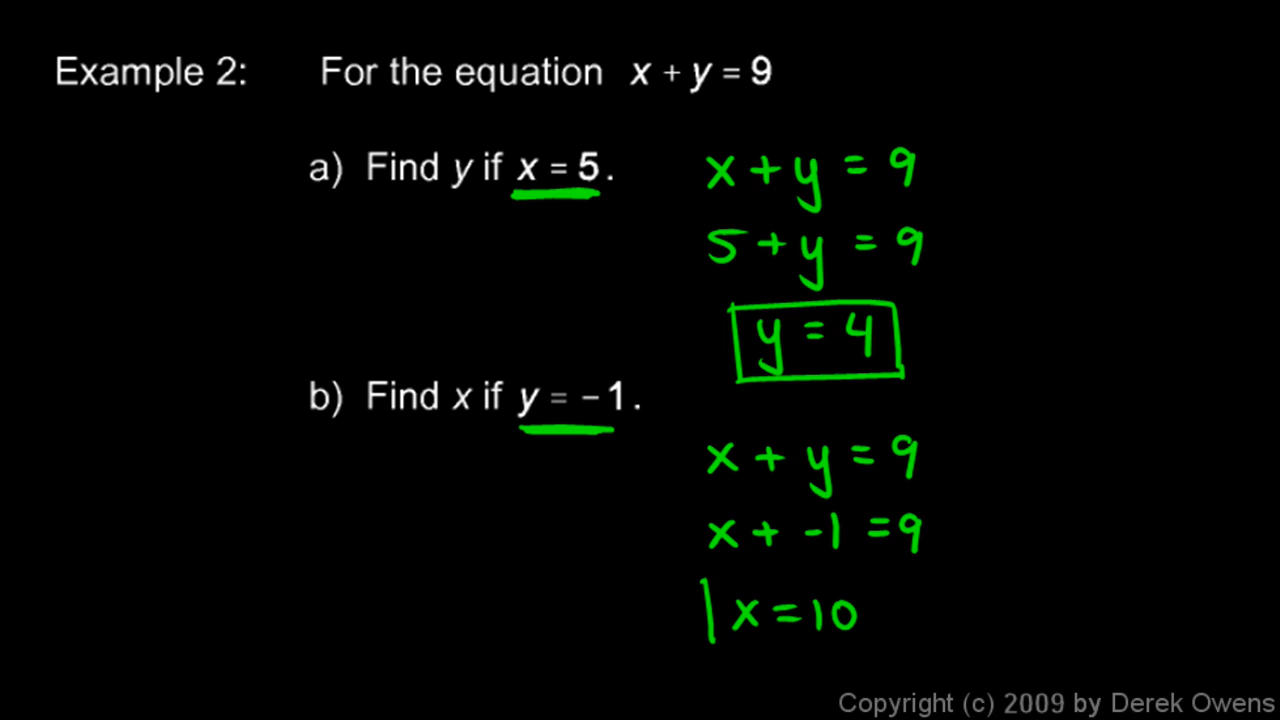 Example 2: For the equation x + y = 9
a) Find y if x = 5.
x + y = 9
5 + y = 9
y = 4
b) Find x if y = −1.
x + y = 9
x + -1 = 9
x = 10
Copyright (c) 2009 by Derek Owens